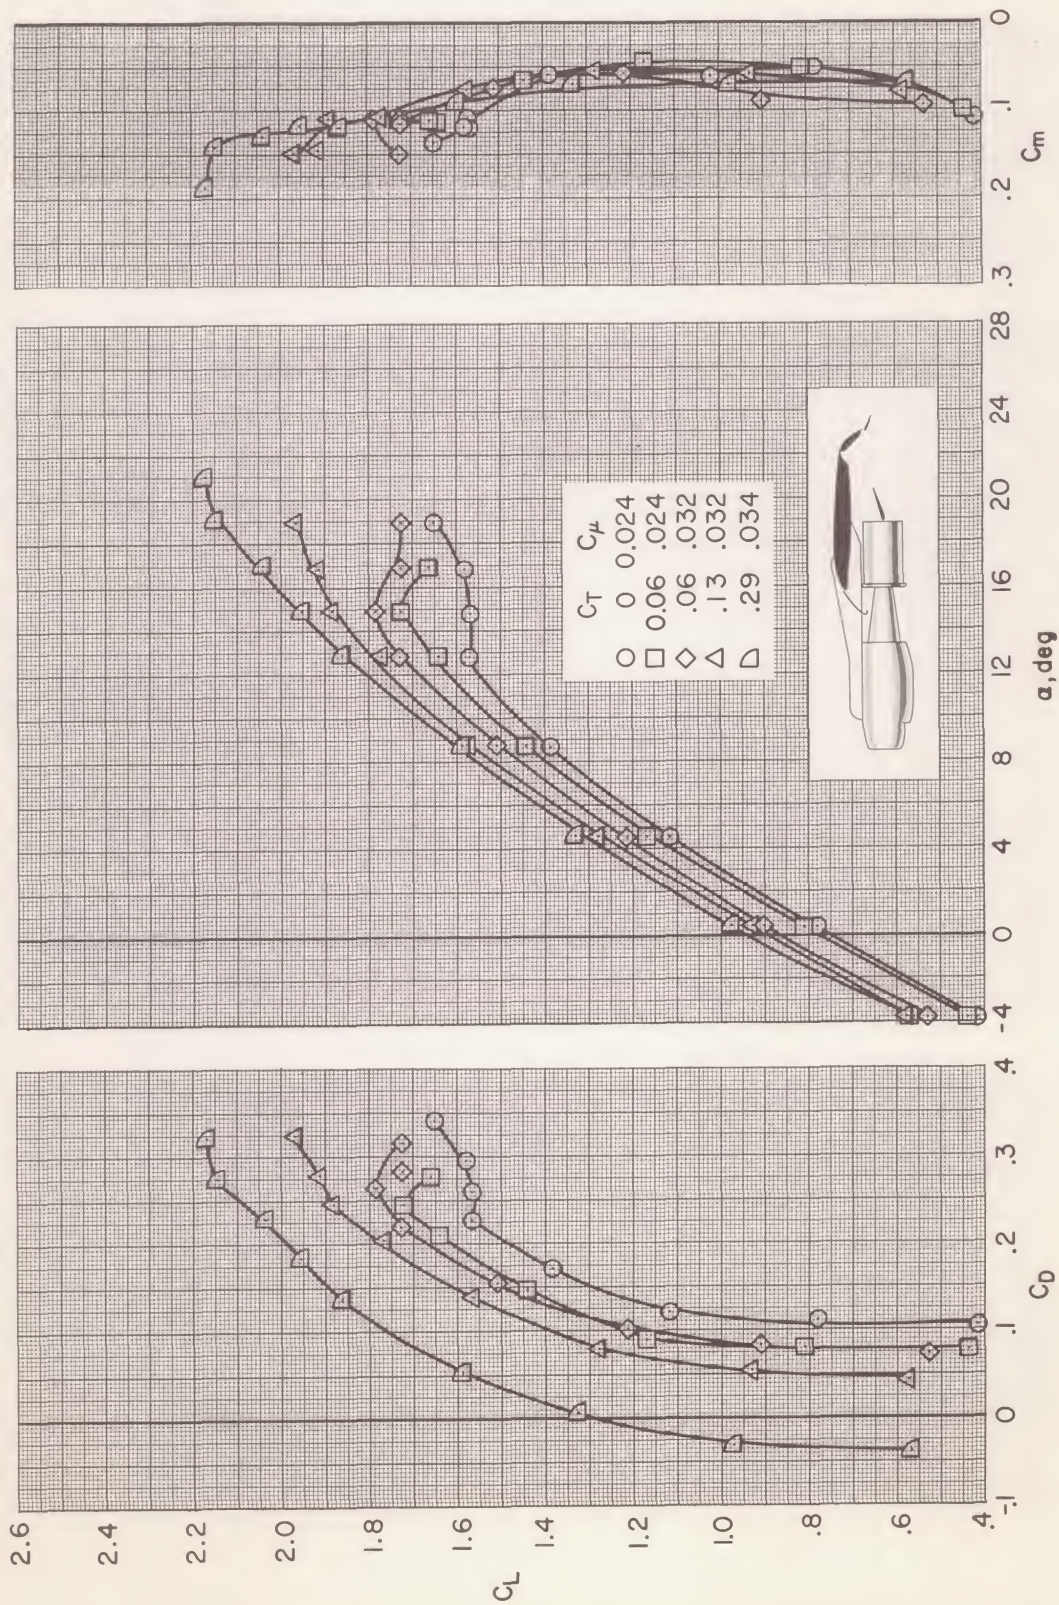 2.6
2.4
2.2
2.0
1.8
1.6
1.4
1.2
1.0
.8
.6
.4
C_L
C_T C_μ
0 0.024
0.06 .024
.06 .032
.13 .032
.29 .034
-.1 0 .1 .2 .3 .4
-4 0 4 8 12 16 20 24 28
.3 .2 .1 0
C_D
α, deg
C_m